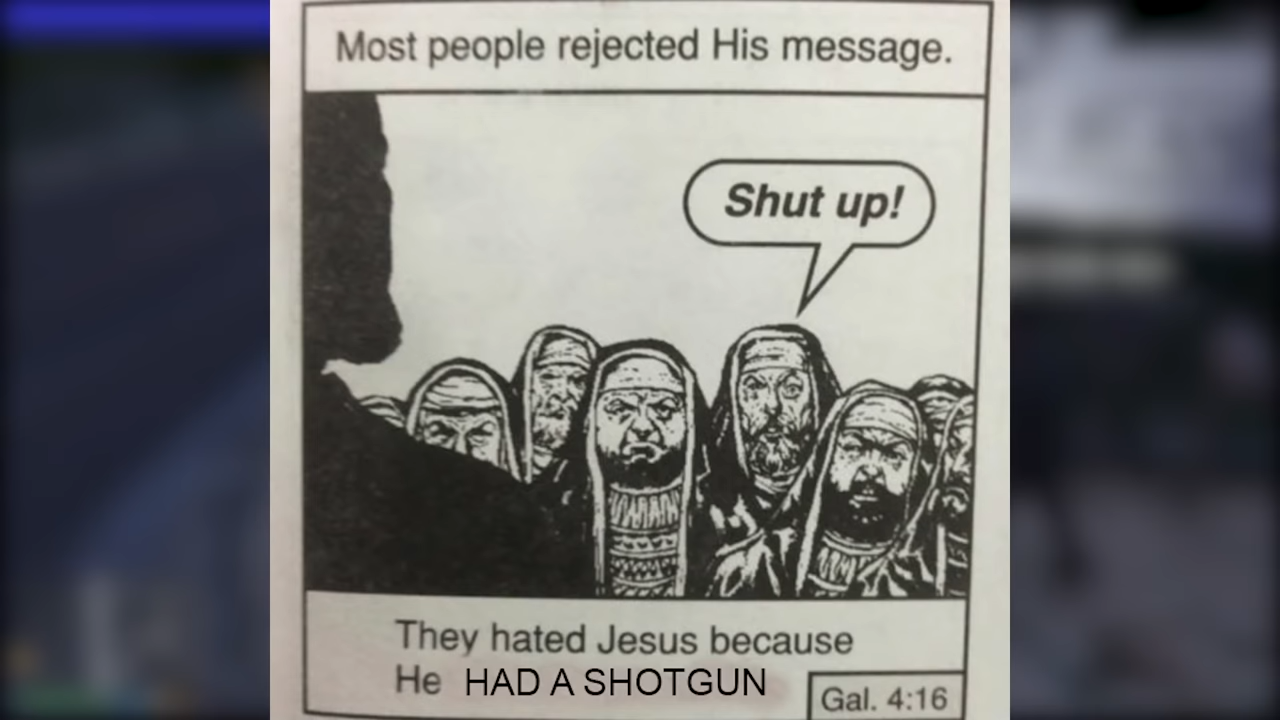 Most people rejected His message.
Shut up!
They hated Jesus because
He HAD A SHOTGUN
Gal. 4:16